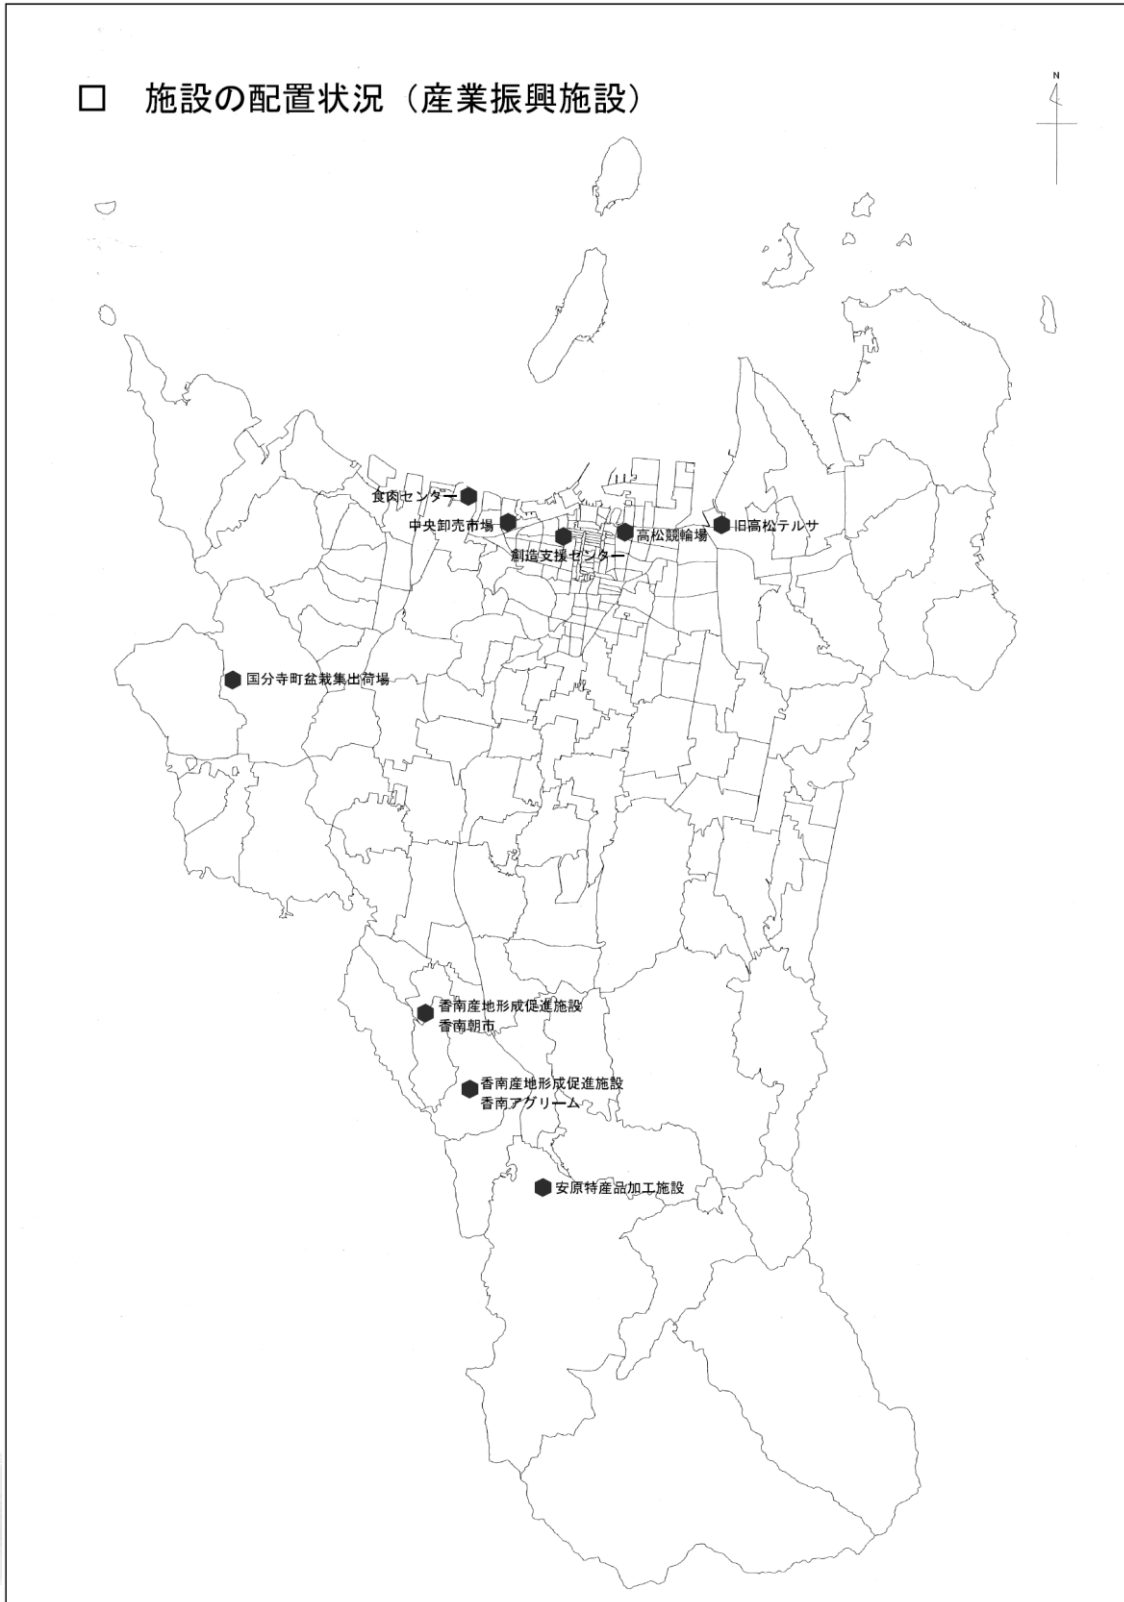 □ 施設の配置状況（産業振興施設）
N
食肉センター
中央卸売市場
創造支援センター
高松競輪場
旧高松テルサ
国分寺町盆栽集出荷場
香南産地形成促進施設
香南朝市
香南産地形成促進施設
香南アグリーム
安原特産品加工施設